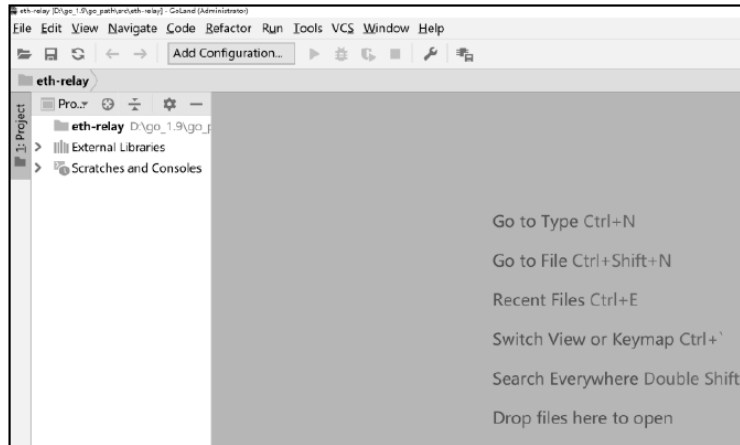 eth-relay [D:\go_1.9\go_path\src\eth-relay] - GoLand (Administrator)
File Edit View Navigate Code Refactor Run Tools VCS Window Help
Add Configuration...
eth-relay
1: Project
Pro..
eth-relay D:\go_1.9\go_p
External Libraries
Scratches and Consoles
Go to Type Ctrl+N
Go to File Ctrl+Shift+N
Recent Files Ctrl+E
Switch View or Keymap Ctrl+`
Search Everywhere Double Shift
Drop files here to open